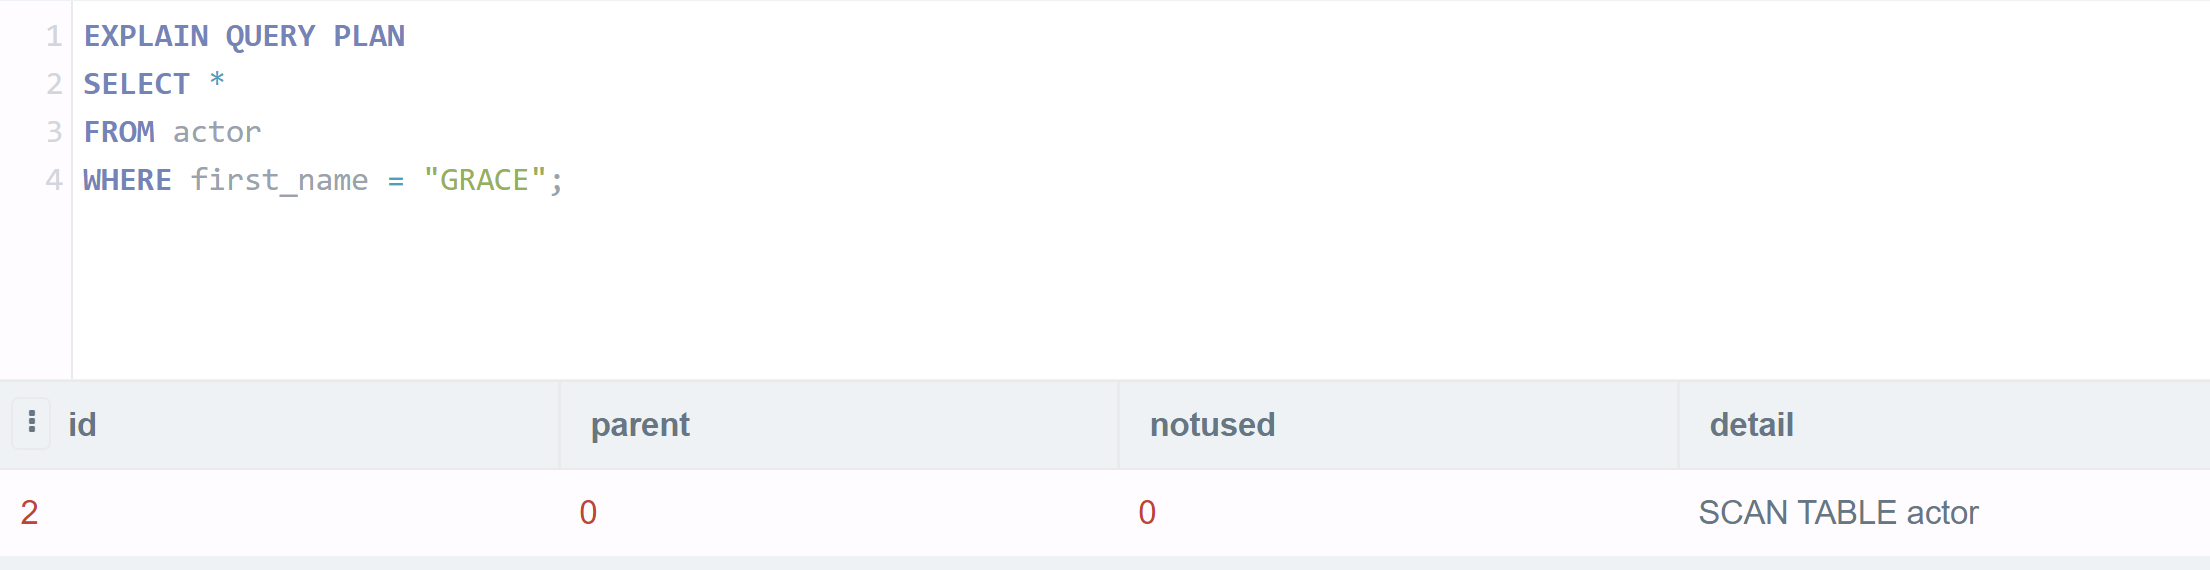 1 EXPLAIN QUERY PLAN
2 SELECT *
3 FROM actor
4 WHERE first_name = "GRACE";
id parent notused detail
2 0 0 SCAN TABLE actor